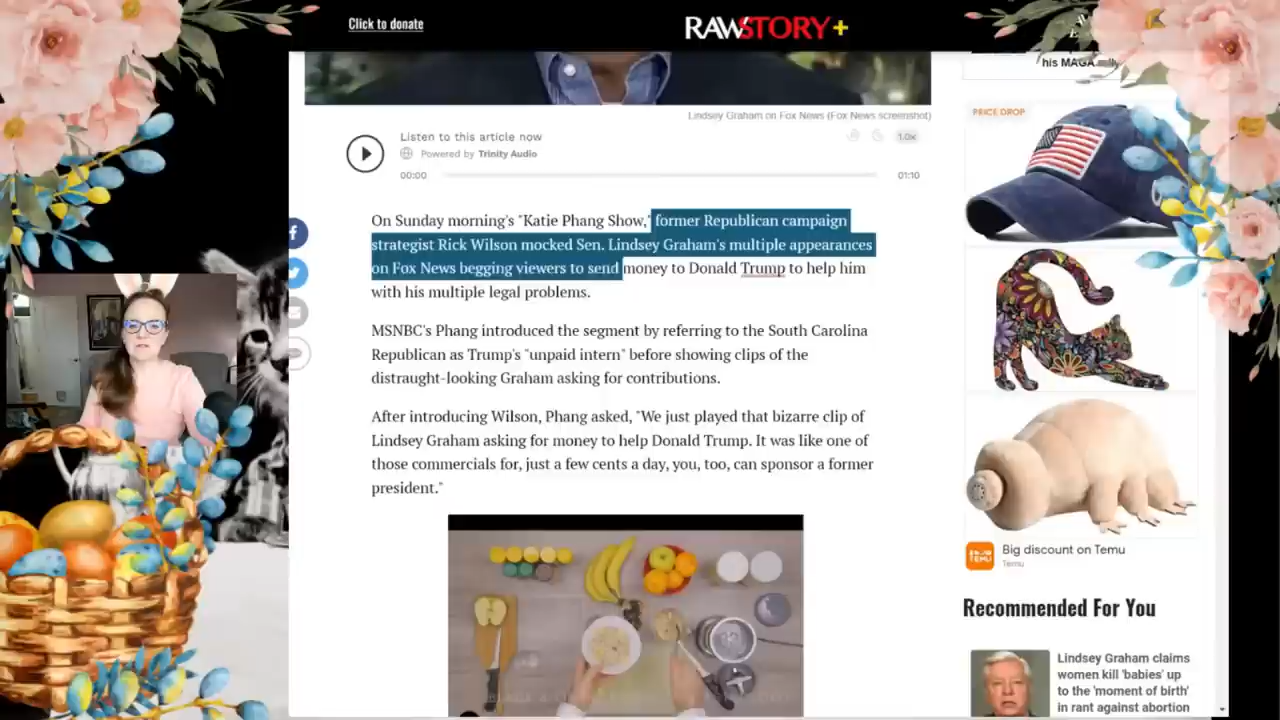 Click to donate
RAWSTORY+
his MAGA rally
Lindsey Graham on Fox News (Fox News screenshot)
PRICE DROP
Listen to this article now
1.0x
Powered by Trinity Audio
00:00
01:10
On Sunday morning's "Katie Phang Show," former Republican campaign
strategist Rick Wilson mocked Sen. Lindsey Graham's multiple appearances
on Fox News begging viewers to send money to Donald Trump to help him
with his multiple legal problems.
MSNBC's Phang introduced the segment by referring to the South Carolina
Republican as Trump's "unpaid intern" before showing clips of the
distraught-looking Graham asking for contributions.
After introducing Wilson, Phang asked, "We just played that bizarre clip of
Lindsey Graham asking for money to help Donald Trump. It was like one of
those commercials for, just a few cents a day, you, too, can sponsor a former
president."
Big discount on Temu
TEMU
Temu
Recommended For You
Lindsey Graham claims
women kill 'babies' up
to the 'moment of birth'
in rant against abortion